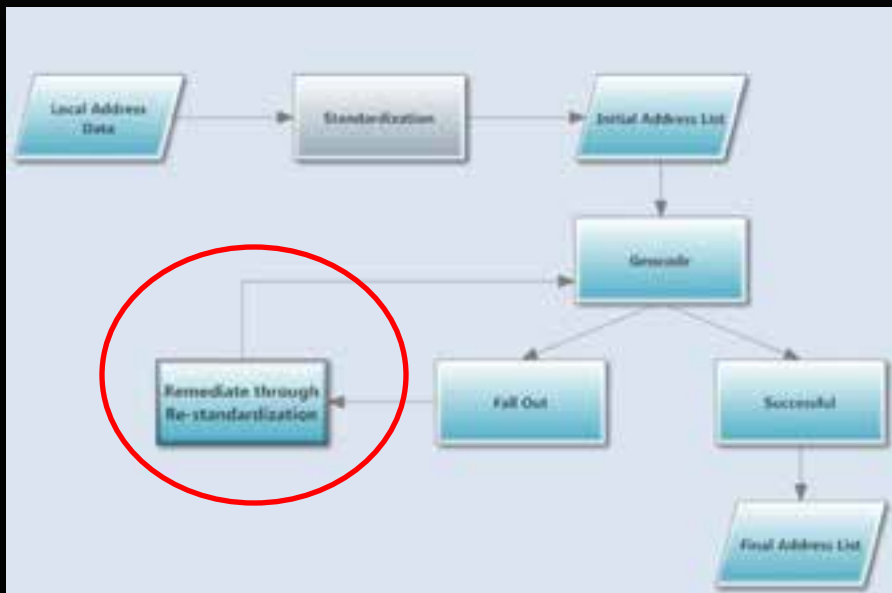 Local Address
Data
Standardization
Initial Address List
Geocode
Remediate through
Re-standardization
Fall Out
Successful
Final Address List